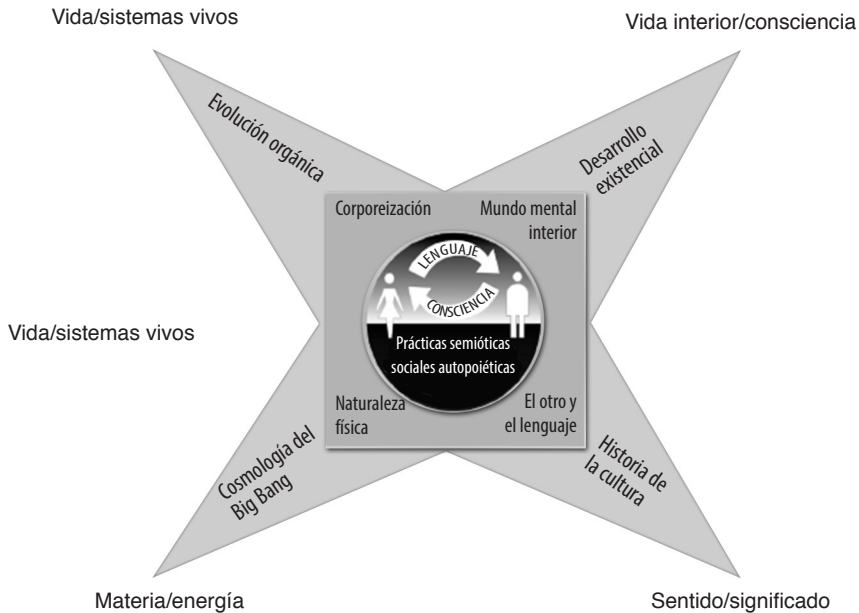 Vida/sistemas vivos
Vida interior/consciencia
Evolución orgánica
Desarrollo
existencial
Corporeización
Mundo mental
interior
LENGUAJE
CONSCIENCIA
Vida/sistemas vivos
Prácticas semióticas
sociales autopoiéticas
Naturaleza
física
El otro y
el lenguaje
Cosmología del
Big Bang
Historia de
la cultura
Materia/energía
Sentido/significado